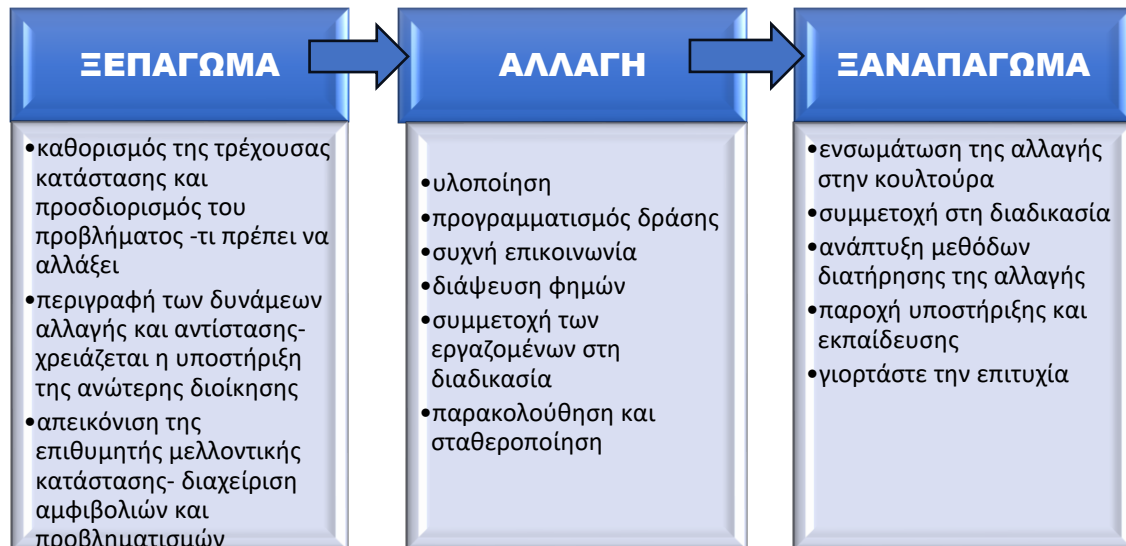 ΞΕΠΑΓΩΜΑ
•καθορισμός της τρέχουσας
κατάστασης και
προσδιορισμός του
προβλήματος -τι πρέπει να
αλλάξει
•περιγραφή των δυνάμεων
αλλαγής και αντίστασης-
χρειάζεται η υποστήριξη
της ανώτερης διοίκησης
•απεικόνιση της
επιθυμητής μελλοντικής
κατάστασης- διαχείριση
αμφιβολιών και
προβληματισμών
ΑΛΛΑΓΗ
•υλοποίηση
•προγραμματισμός δράσης
•συχνή επικοινωνία
•διάψευση φημών
•συμμετοχή των
εργαζομένων στη
διαδικασία
•παρακολούθηση και
σταθεροποίηση
ΞΑΝΑΠΑΓΩΜΑ
•ενσωμάτωση της αλλαγής
στην κουλτούρα
•συμμετοχή στη διαδικασία
•ανάπτυξη μεθόδων
διατήρησης της αλλαγής
•παροχή υποστήριξης και
εκπαίδευσης
•γιορτάστε την επιτυχία